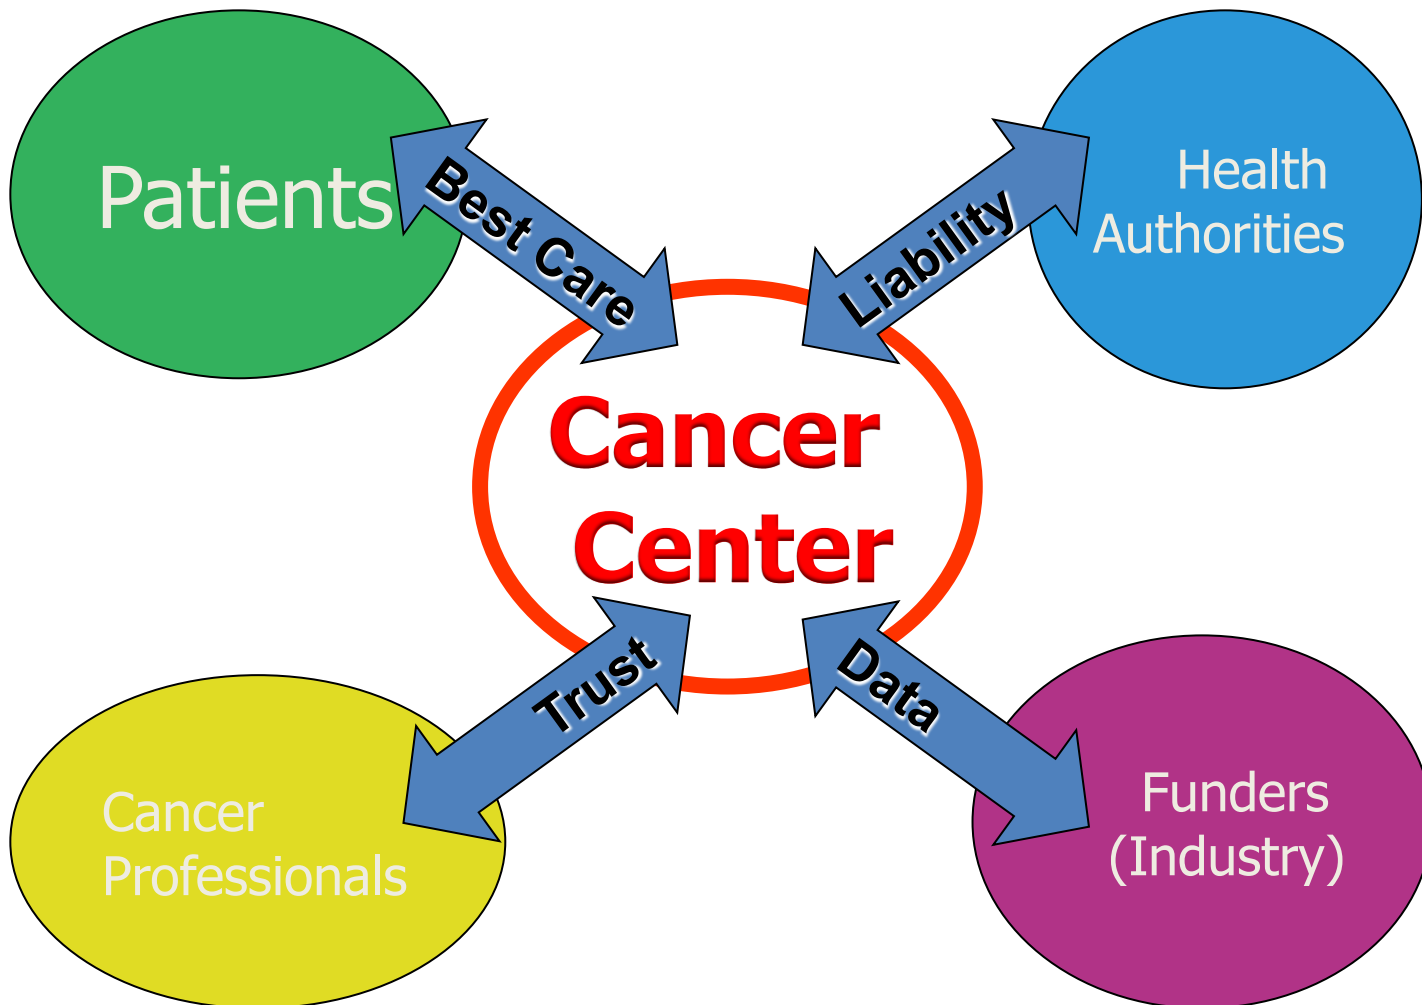 Patients
Best Care
Health
Authorities
Liability
Cancer
Center
Trust
Data
Cancer
Professionals
Funders
(Industry)